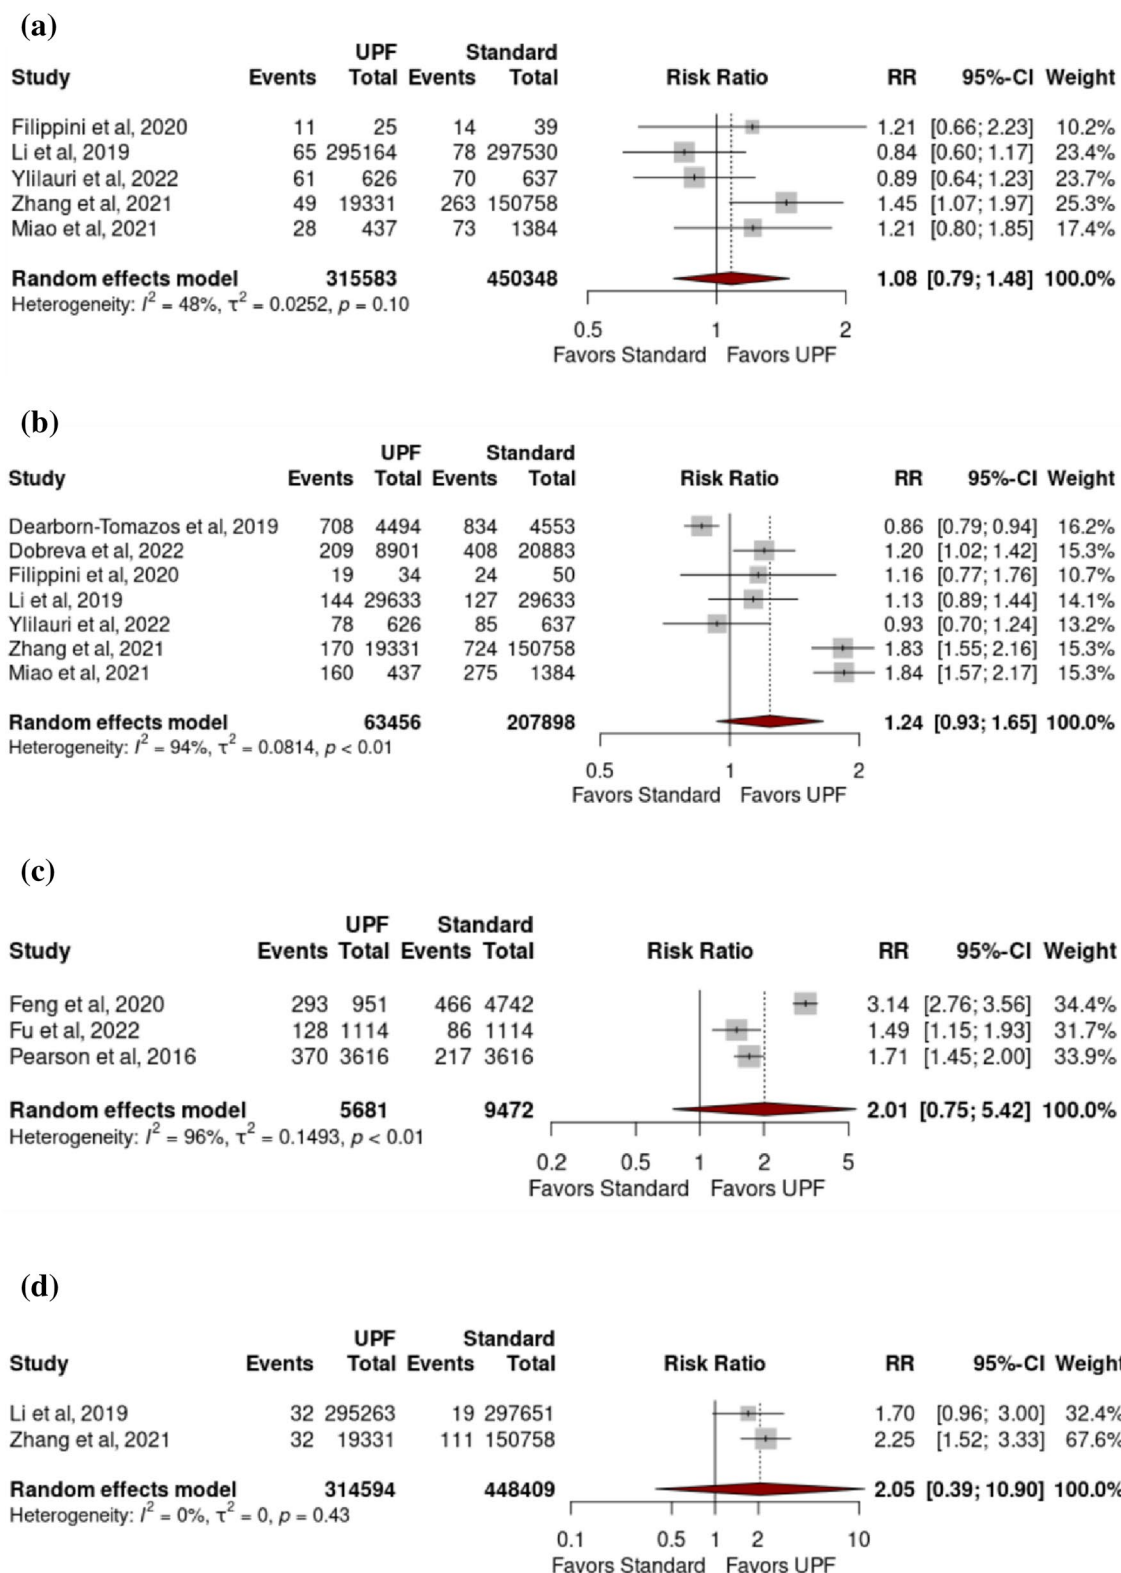 (a)
UPF Standard
Study Events Total Events Total Risk Ratio RR 95%-CI Weight
Filippini et al, 2020 11 25 14 39 1.21 [0.66; 2.23] 10.2%
Li et al, 2019 65 295164 78 297530 0.84 [0.60; 1.17] 23.4%
Ylilauri et al, 2022 61 626 70 637 0.89 [0.64; 1.23] 23.7%
Zhang et al, 2021 49 19331 263 150758 1.45 [1.07; 1.97] 25.3%
Miao et al, 2021 28 437 73 1384 1.21 [0.80; 1.85] 17.4%
Random effects model 315583 450348 1.08 [0.79; 1.48] 100.0%
Heterogeneity: I² = 48%, τ² = 0.0252, p = 0.10
0.5 1 2
Favors Standard Favors UPF
(b)
UPF Standard
Study Events Total Events Total Risk Ratio RR 95%-CI Weight
Dearborn-Tomazos et al, 2019 708 4494 834 4553 0.86 [0.79; 0.94] 16.2%
Dobreva et al, 2022 209 8901 408 20883 1.20 [1.02; 1.42] 15.3%
Filippini et al, 2020 19 34 24 50 1.16 [0.77; 1.76] 10.7%
Li et al, 2019 144 29633 127 29633 1.13 [0.89; 1.44] 14.1%
Ylilauri et al, 2022 78 626 85 637 0.93 [0.70; 1.24] 13.2%
Zhang et al, 2021 170 19331 724 150758 1.83 [1.55; 2.16] 15.3%
Miao et al, 2021 160 437 275 1384 1.84 [1.57; 2.17] 15.3%
Random effects model 63456 207898 1.24 [0.93; 1.65] 100.0%
Heterogeneity: I² = 94%, τ² = 0.0814, p < 0.01
0.5 1 2
Favors Standard Favors UPF
(c)
UPF Standard
Study Events Total Events Total Risk Ratio RR 95%-CI Weight
Feng et al, 2020 293 951 466 4742 3.14 [2.76; 3.56] 34.4%
Fu et al, 2022 128 1114 86 1114 1.49 [1.15; 1.93] 31.7%
Pearson et al, 2016 370 3616 217 3616 1.71 [1.45; 2.00] 33.9%
Random effects model 5681 9472 2.01 [0.75; 5.42] 100.0%
Heterogeneity: I² = 96%, τ² = 0.1493, p < 0.01
0.2 0.5 1 2 5
Favors Standard Favors UPF
(d)
UPF Standard
Study Events Total Events Total Risk Ratio RR 95%-CI Weight
Li et al, 2019 32 295263 19 297651 1.70 [0.96; 3.00] 32.4%
Zhang et al, 2021 32 19331 111 150758 2.25 [1.52; 3.33] 67.6%
Random effects model 314594 448409 2.05 [0.39; 10.90] 100.0%
Heterogeneity: I² = 0%, τ² = 0, p = 0.43
0.1 0.5 1 2 10
Favors Standard Favors UPF